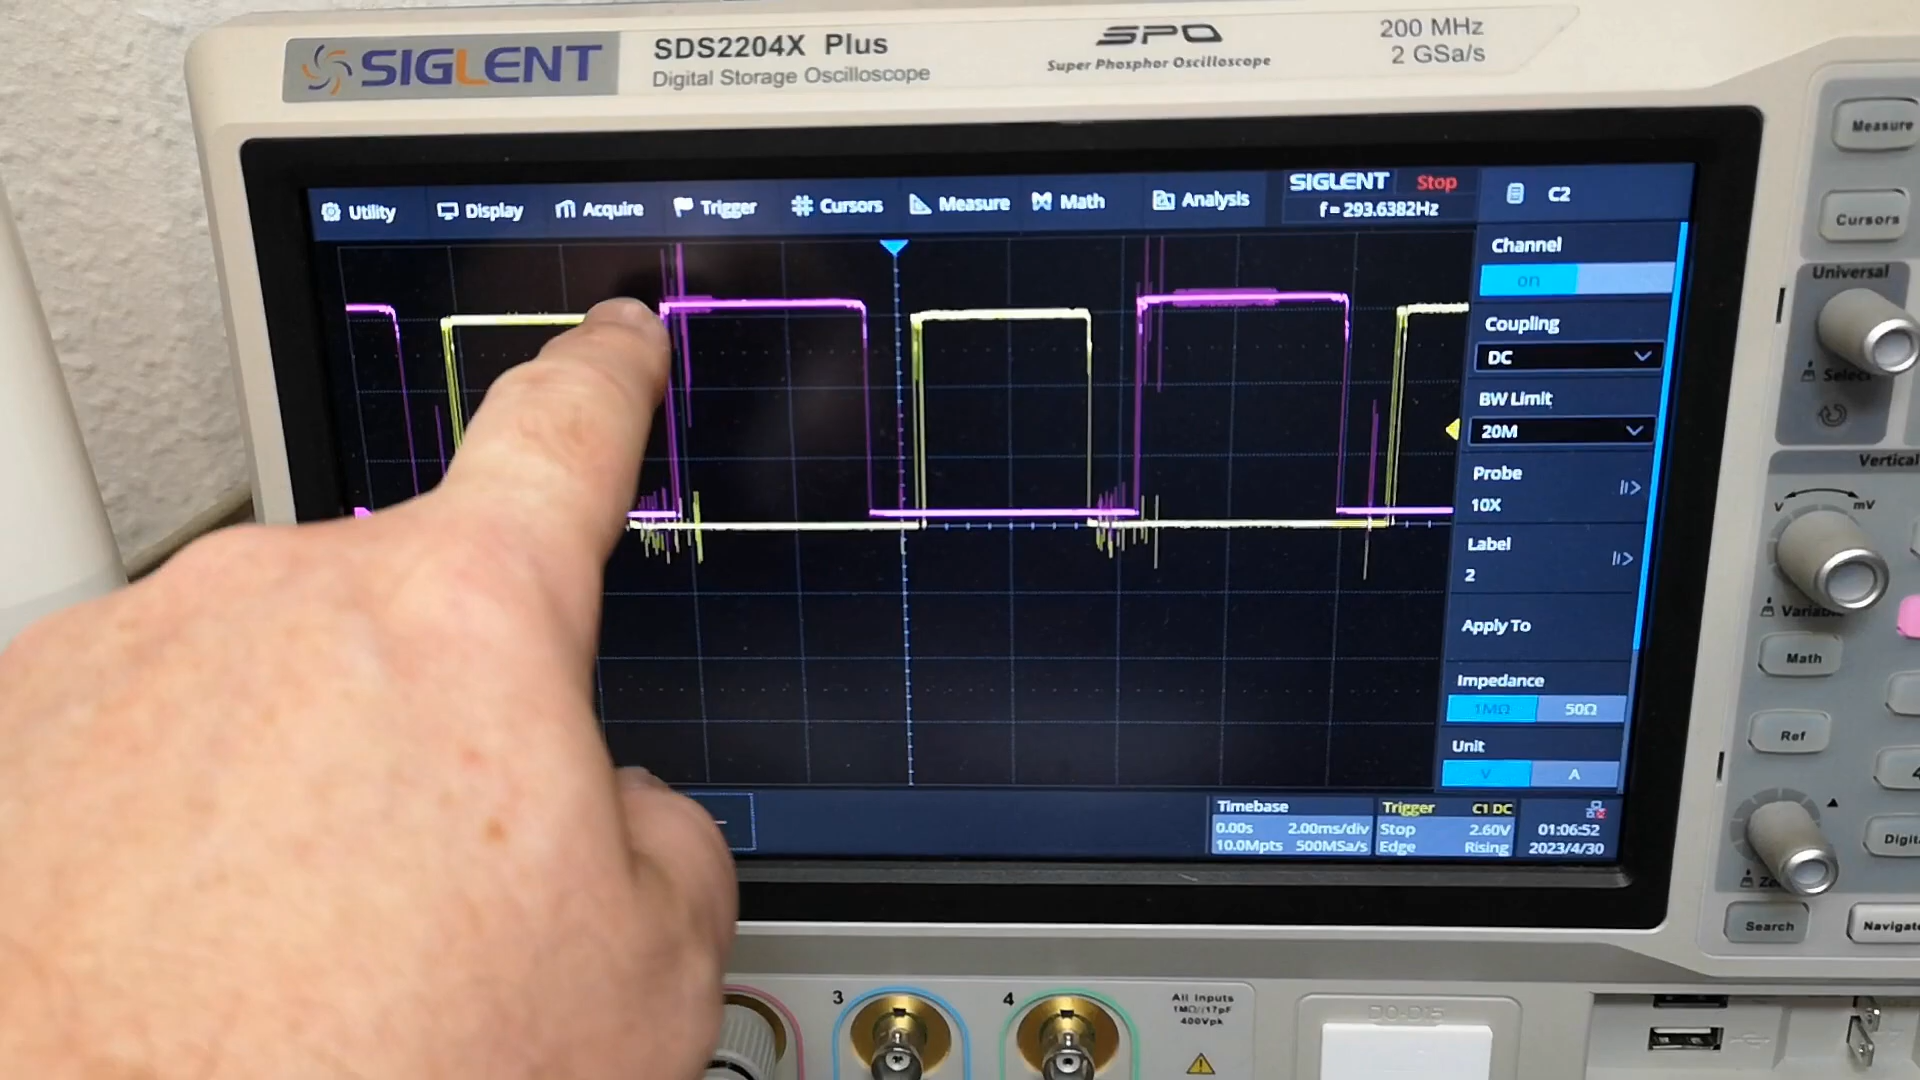 SIGLENT
SDS2204X Plus
Digital Storage Oscilloscope
SPO
Super Phosphor Oscilloscope
200 MHz
2 GSa/s
Utility
Display
Acquire
Trigger
Cursors
Measure
Math
Analysis
SIGLENT
Stop
f = 293.6382Hz
C2
Channel
on
Coupling
DC
BW Limit
20M
Probe
10X
Label
2
Apply To
Impedance
1MΩ
50Ω
Unit
V
A
Timebase
0.00s 2.00ms/div
10.0Mpts 500MSa/s
Trigger C1 DC
Stop 2.60V
Edge Rising
01:06:52
2023/4/30
Measure
Cursors
Universal
Select
Vertical
V mV
Math
Ref
Search
3
4
All Inputs
1MΩ//17pF
400Vpk
D0-D15